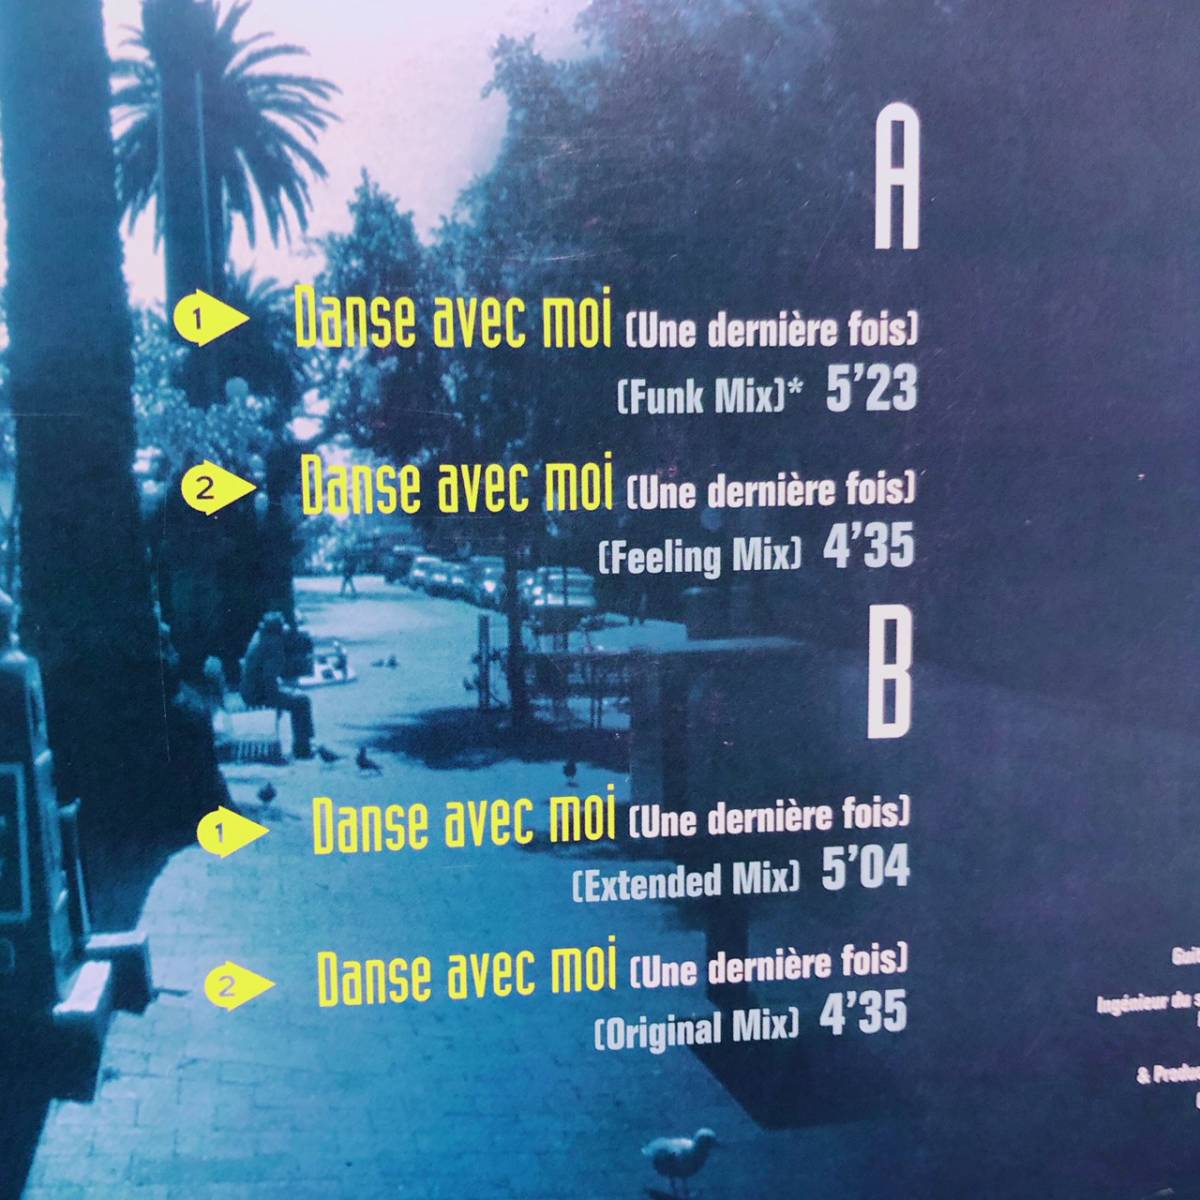 A
1 Danse avec moi (Une dernière fois)
(Funk Mix)* 5'23
2 Danse avec moi (Une dernière fois)
(Feeling Mix) 4'35
B
1 Danse avec moi (Une dernière fois)
(Extended Mix) 5'04
2 Danse avec moi (Une dernière fois)
(Original Mix) 4'35
Ingénieur du
&